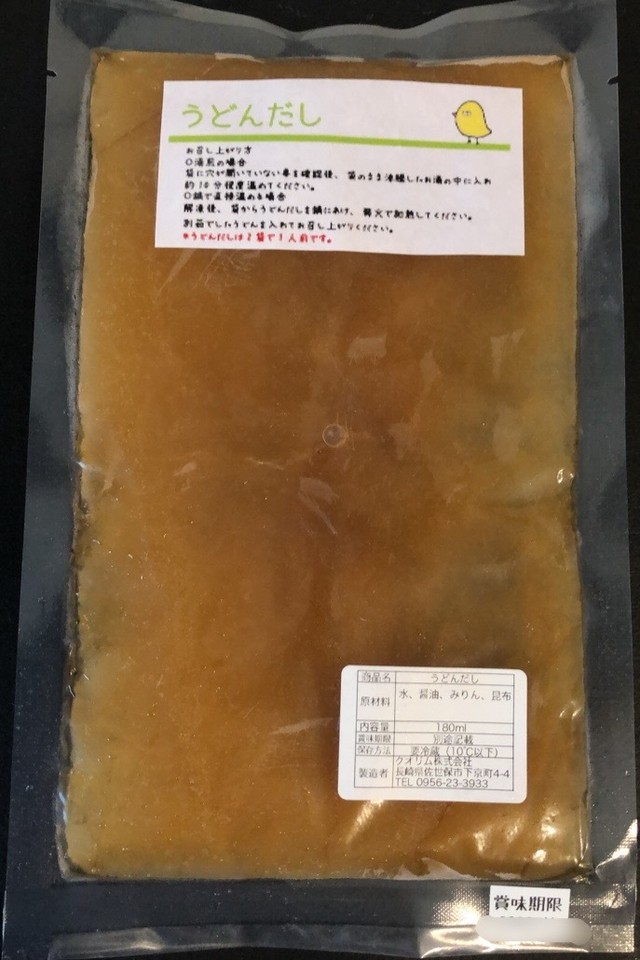 うどんだし
お召し上がり方
○湯煎の場合
袋に穴が開いていない事を確認後、袋のまま沸騰したお湯の中に入れ
約10分程度温めてください。
○鍋で直接温める場合
解凍後、袋からうどんだしを鍋にあけ、弱火で加熱してください。
別茹でしたうどんを入れてお召し上がりください。
※うどんだしは2袋で1人前です。
商品名 うどんだし
原材料 水、醤油、みりん、昆布
内容量 180ml
賞味期限 別途記載
保存方法 要冷蔵（10℃以下）
製造者 クオリム株式会社
長崎県佐世保市下京町4-4
TEL 0956-23-3933
賞味期限